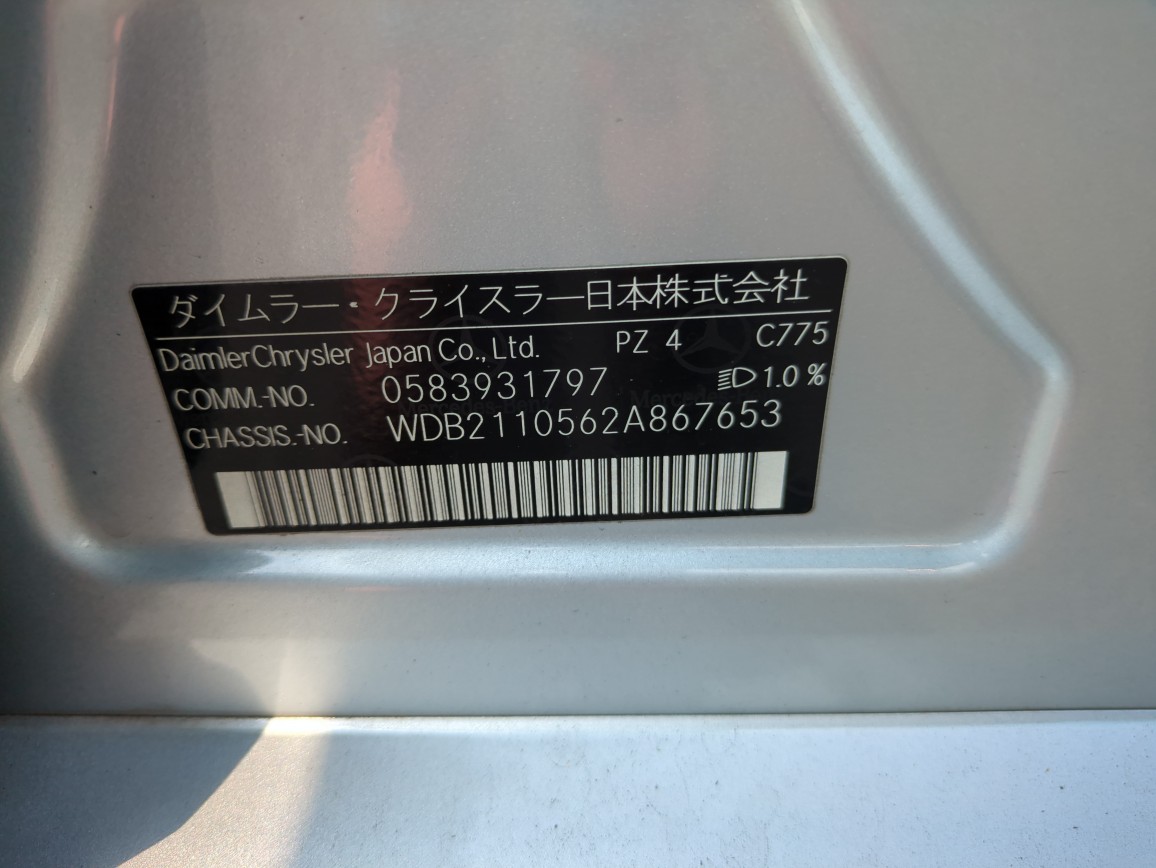 ダイムラー・クライスラー日本株式会社
DaimlerChrysler Japan Co., Ltd. PZ 4 C775
COMM.-NO. 0583931797 1.0 %
CHASSIS.-NO. WDB2110562A867653